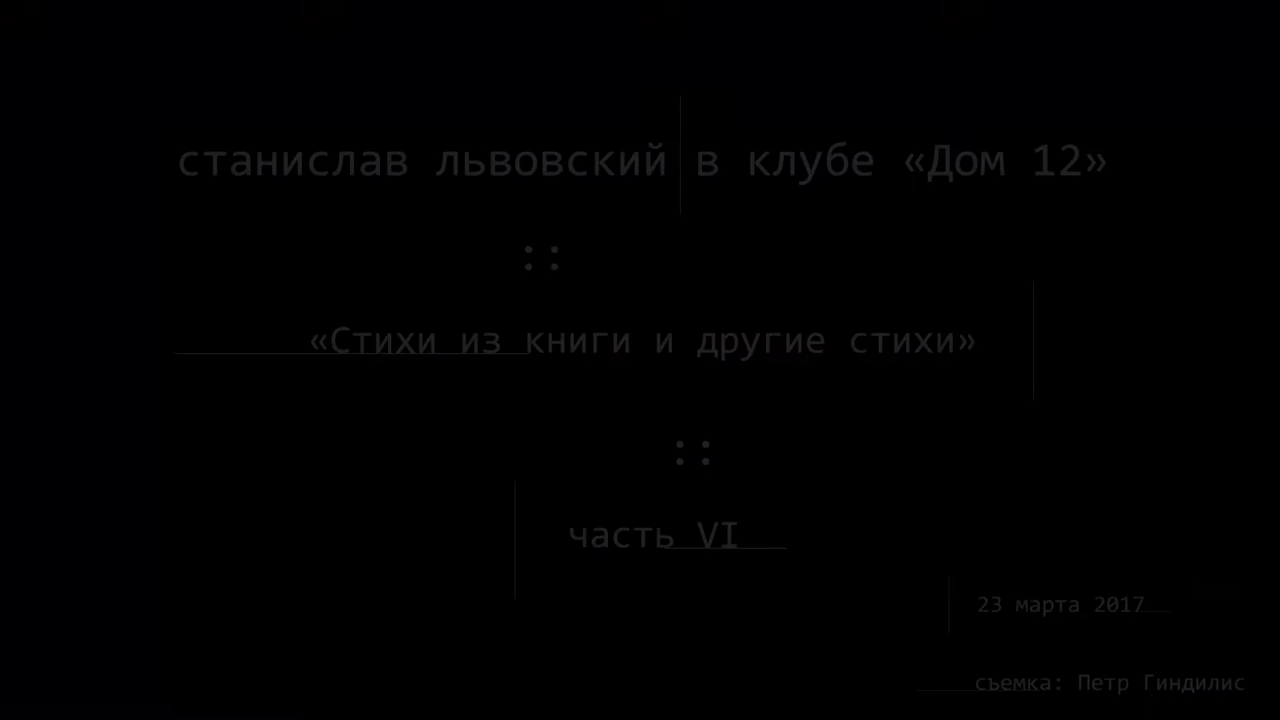 станислав львовский в клубе «Дом 12»
::
«Стихи из книги и другие стихи»
::
часть VI
23 марта 2017
съемка: Петр Гиндилис